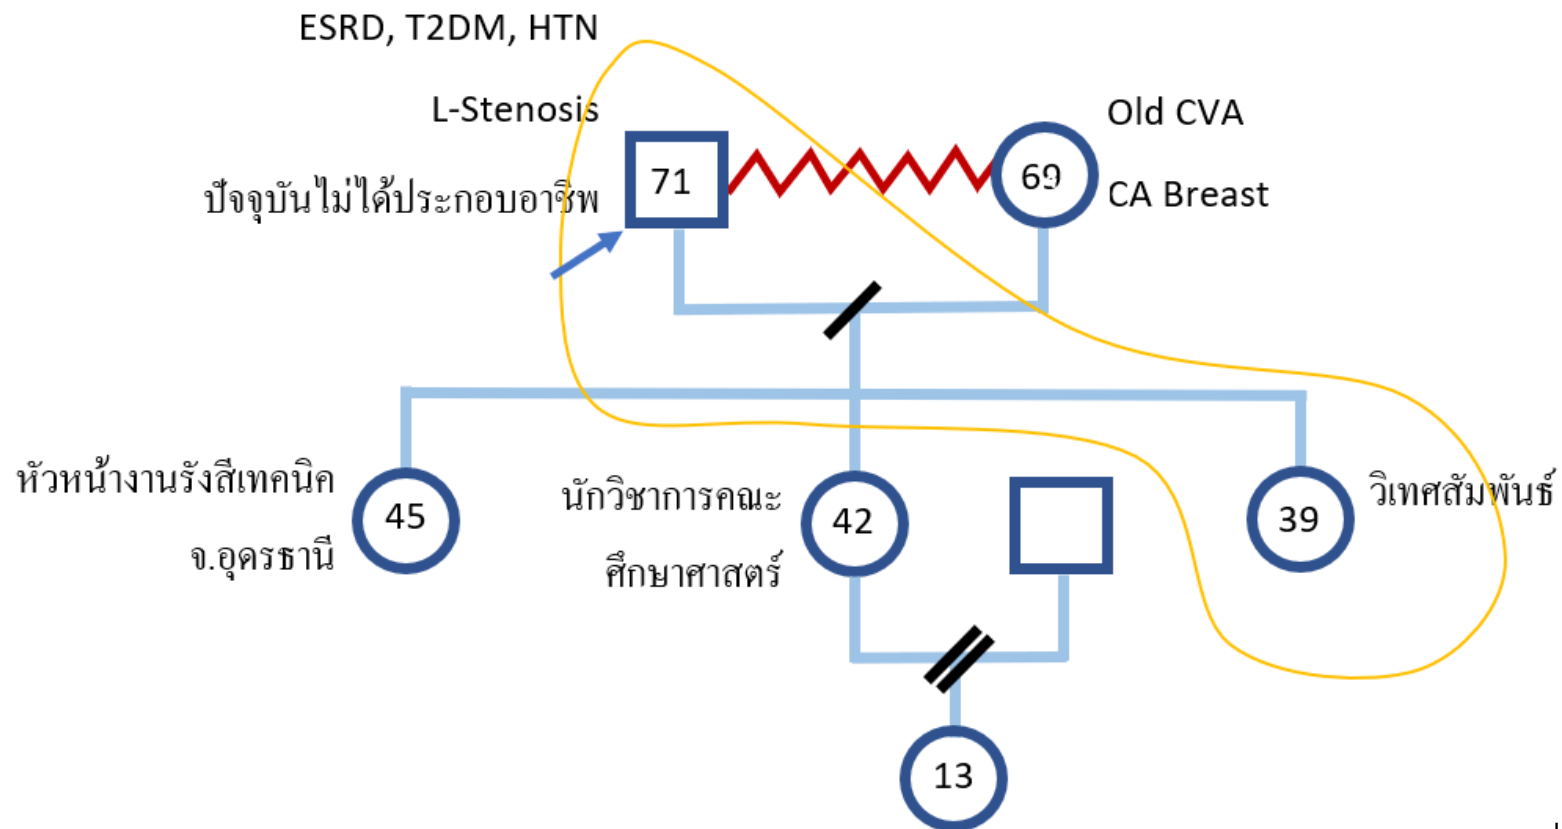 ESRD, T2DM, HTN
L-Stenosis
ปัจจุบันไม่ได้ประกอบอาชีพ
71
69
Old CVA
CA Breast
หัวหน้างานรังสีเทคนิค
จ.อุดรธานี
45
นักวิชาการคณะ
ศึกษาศาสตร์
42
39
วิเทศสัมพันธ์
13